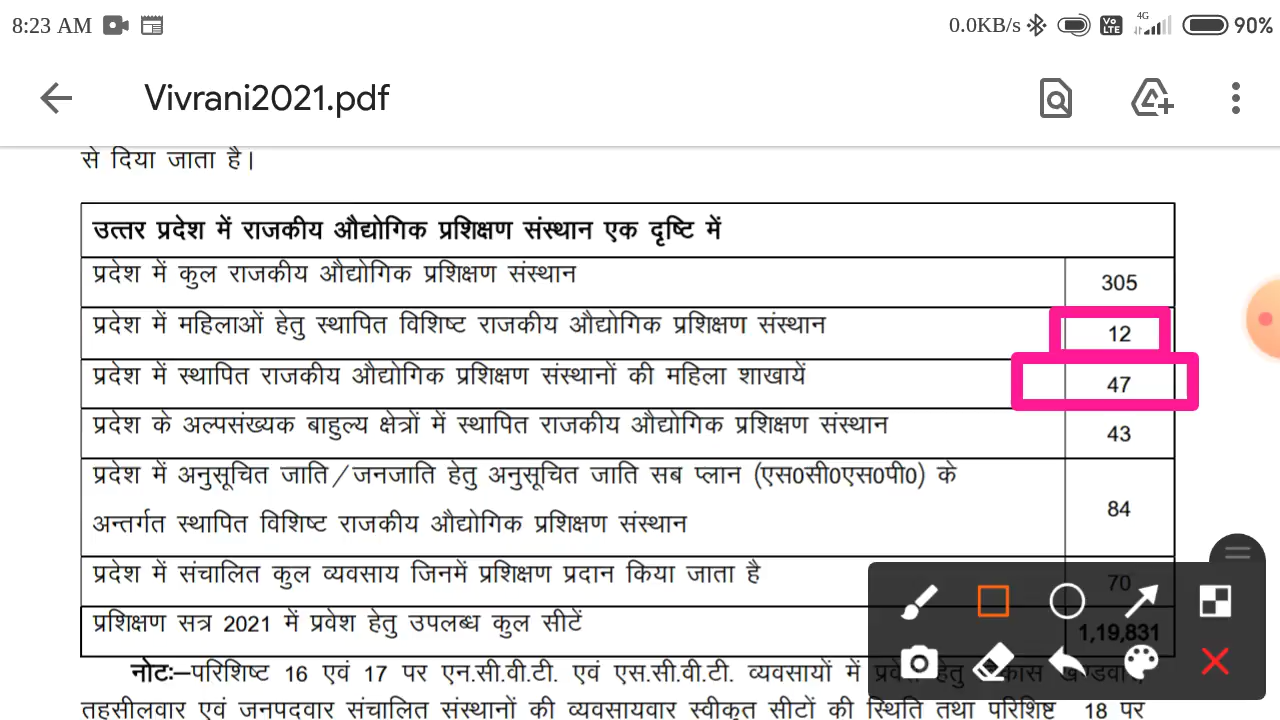 8:23 AM 0.0KB/s Vo LTE 4G 90%
Vivrani2021.pdf
से दिया जाता है।
उत्तर प्रदेश में राजकीय औद्योगिक प्रशिक्षण संस्थान एक दृष्टि में
प्रदेश में कुल राजकीय औद्योगिक प्रशिक्षण संस्थान 305
प्रदेश में महिलाओं हेतु स्थापित विशिष्ट राजकीय औद्योगिक प्रशिक्षण संस्थान 12
प्रदेश में स्थापित राजकीय औद्योगिक प्रशिक्षण संस्थानों की महिला शाखायें 47
प्रदेश के अल्पसंख्यक बाहुल्य क्षेत्रों में स्थापित राजकीय औद्योगिक प्रशिक्षण संस्थान 43
प्रदेश में अनुसूचित जाति/जनजाति हेतु अनुसूचित जाति सब प्लान (एस0सी0एस0पी0) के
अन्तर्गत स्थापित विशिष्ट राजकीय औद्योगिक प्रशिक्षण संस्थान 84
प्रदेश में संचालित कुल व्यवसाय जिनमें प्रशिक्षण प्रदान किया जाता है 70
प्रशिक्षण सत्र 2021 में प्रवेश हेतु उपलब्ध कुल सीटें 1,19,831
नोटः–परिशिष्ट 16 एवं 17 पर एन.सी.वी.टी. एवं एस.सी.वी.टी. व्यवसायों में प्रवेश हेतु
तहसीलवार एवं जनपदवार संचालित संस्थानों की व्यवसायवार स्वीकृत सीटों की स्थिति तथा परिशिष्ट 18 पर